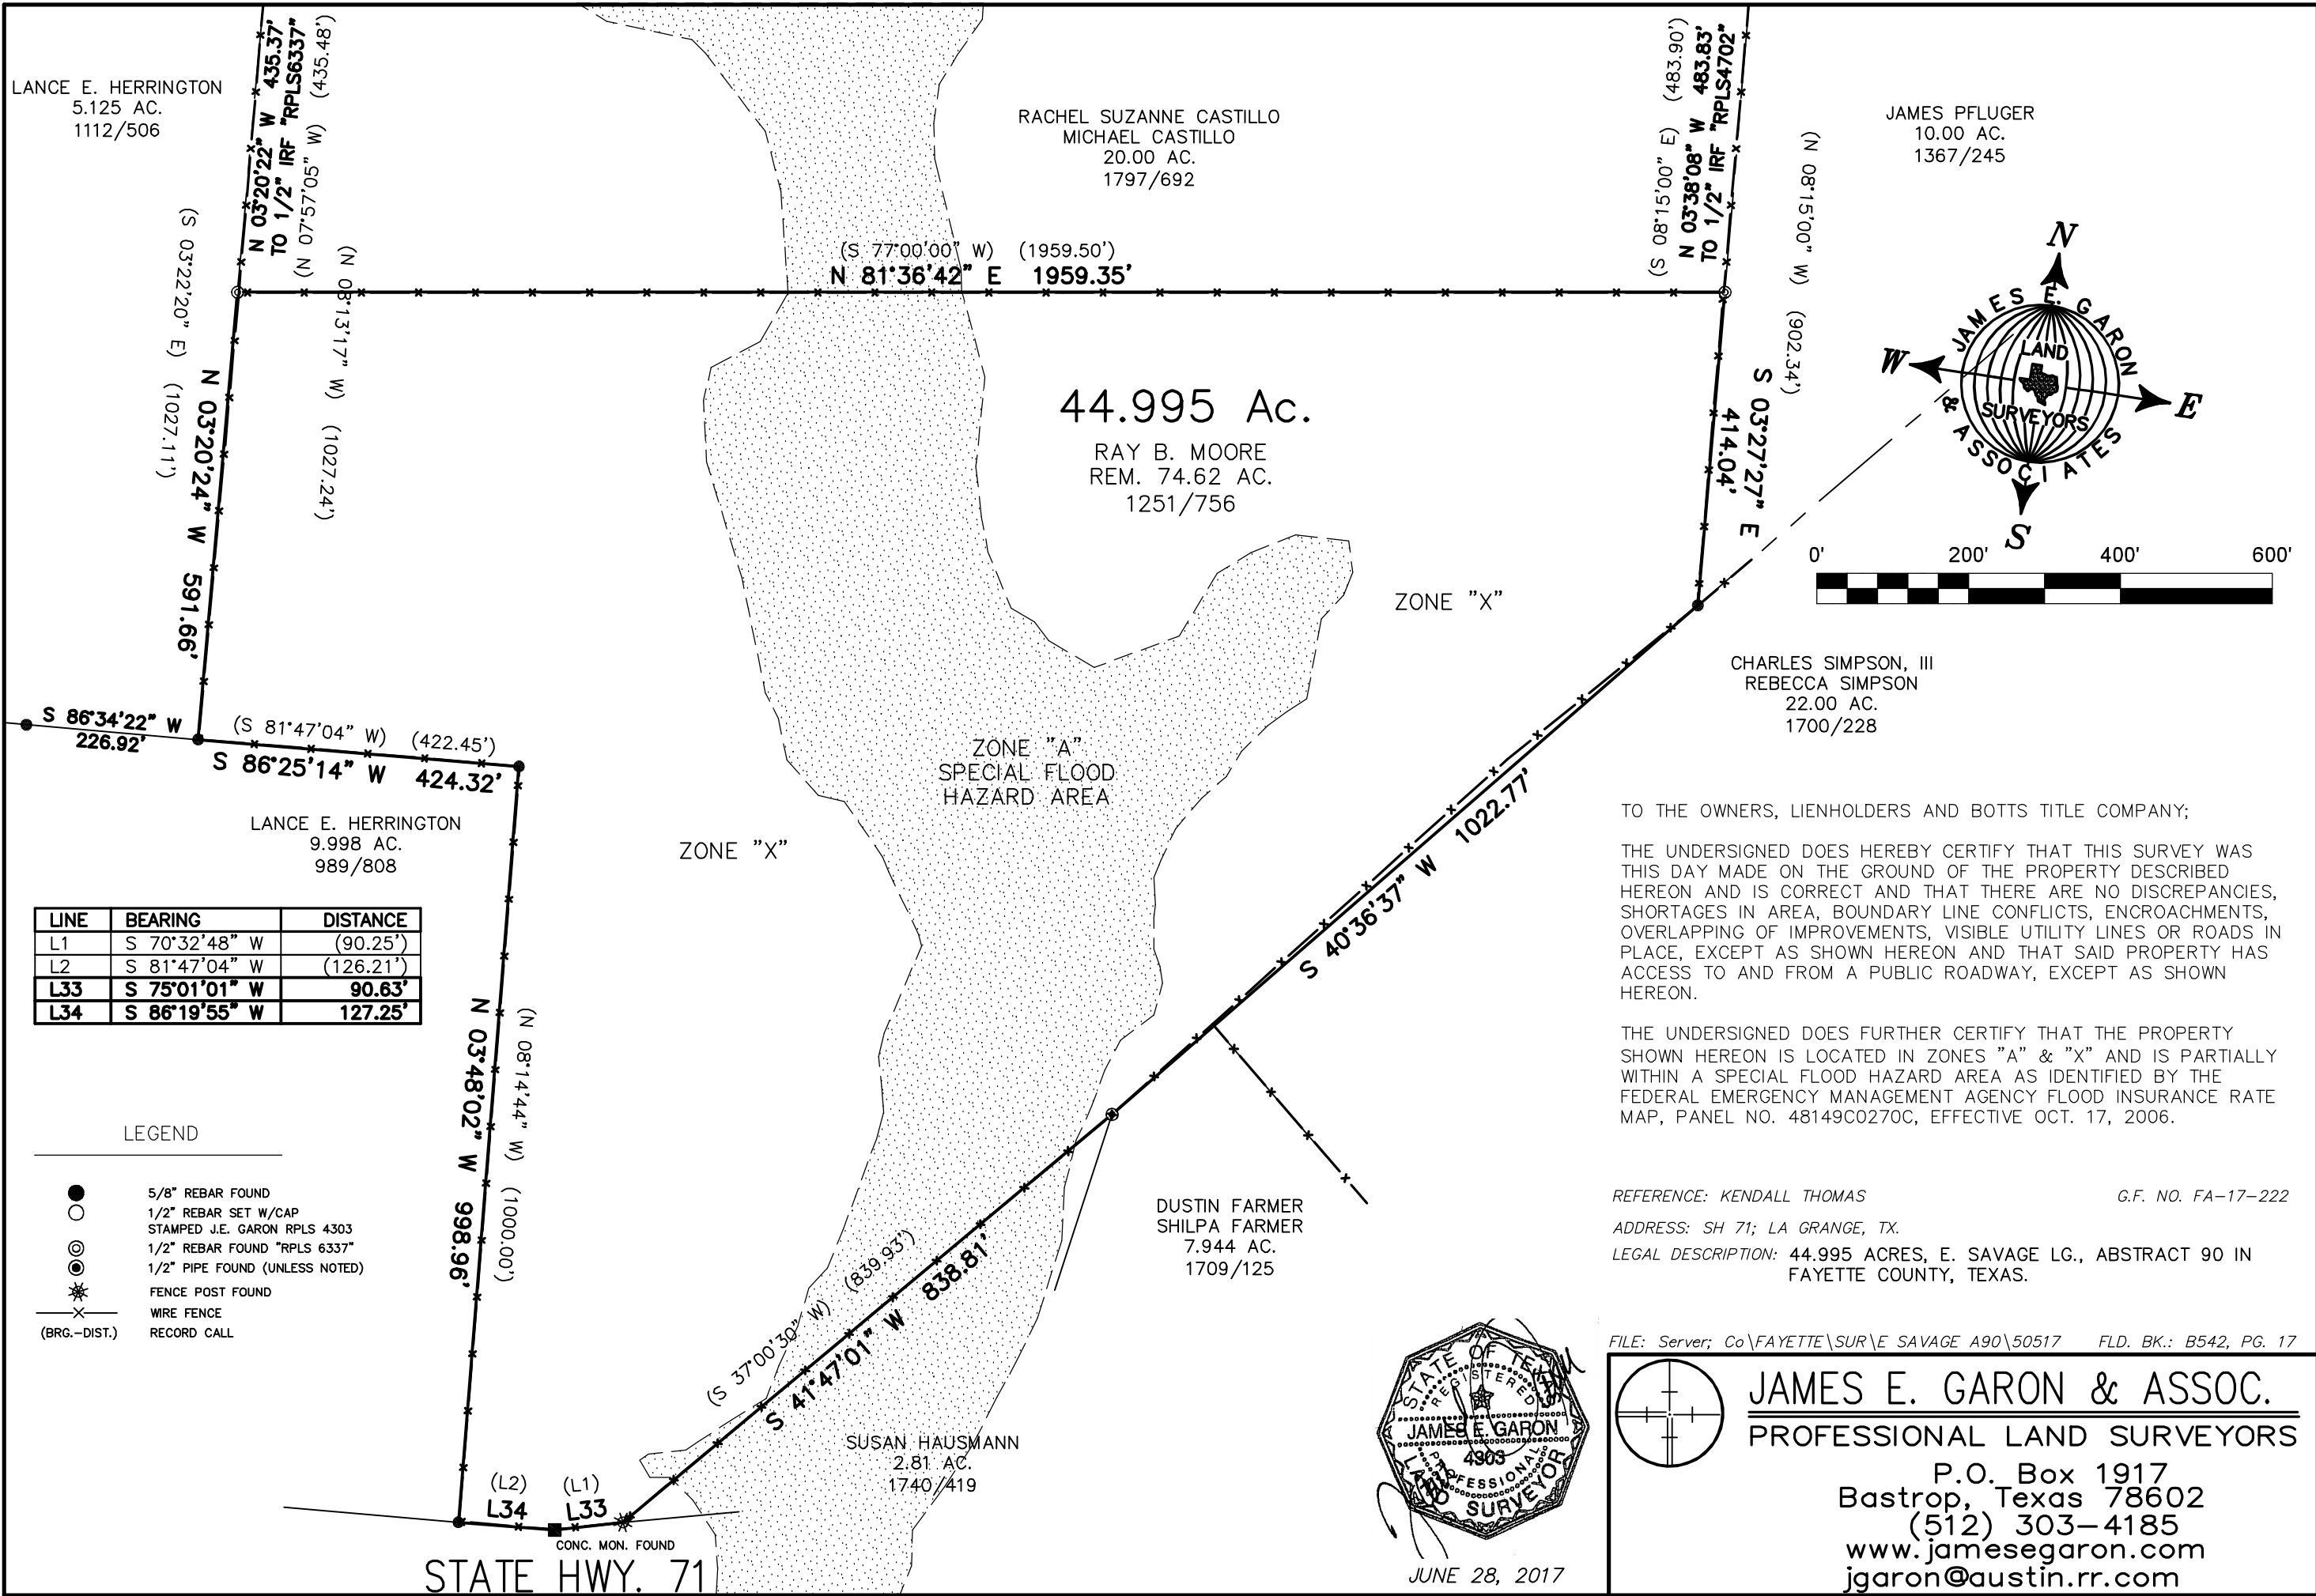 LANCE E. HERRINGTON
5.125 AC.
1112/506
N 03°20'22" W 435.37'
TO 1/2" IRF "RPLS6337"
(N 07°57'05" W) (435.48')
RACHEL SUZANNE CASTILLO
MICHAEL CASTILLO
20.00 AC.
1797/692
(S 08°15'00" E) (483.90')
N 03°38'08" W 483.83'
TO 1/2" IRF "RPLS4702"
JAMES PFLUGER
10.00 AC.
1367/245
(N 08°15'00" W) (902.34')
(S 77°00'00" W) (1959.50')
N 81°36'42" E 1959.35'
(S 03°22'20" E) (1027.11')
N 03°20'24" W 591.66'
(N 08°13'17" W) (1027.24')
44.995 Ac.
RAY B. MOORE
REM. 74.62 AC.
1251/756
S 03°27'27" E
414.04'
N
W
E
S
JAMES E. GARON
& ASSOCIATES
LAND
SURVEYORS
0' 200' 400' 600'
ZONE "X"
CHARLES SIMPSON, III
REBECCA SIMPSON
22.00 AC.
1700/228
S 86°34'22" W
226.92'
(S 81°47'04" W) (422.45')
S 86°25'14" W 424.32'
ZONE "A"
SPECIAL FLOOD
HAZARD AREA
LANCE E. HERRINGTON
9.998 AC.
989/808
ZONE "X"
S 40°36'37" W 1022.77'
TO THE OWNERS, LIENHOLDERS AND BOTTS TITLE COMPANY;
THE UNDERSIGNED DOES HEREBY CERTIFY THAT THIS SURVEY WAS
THIS DAY MADE ON THE GROUND OF THE PROPERTY DESCRIBED
HEREON AND IS CORRECT AND THAT THERE ARE NO DISCREPANCIES,
SHORTAGES IN AREA, BOUNDARY LINE CONFLICTS, ENCROACHMENTS,
OVERLAPPING OF IMPROVEMENTS, VISIBLE UTILITY LINES OR ROADS IN
PLACE, EXCEPT AS SHOWN HEREON AND THAT SAID PROPERTY HAS
ACCESS TO AND FROM A PUBLIC ROADWAY, EXCEPT AS SHOWN
HEREON.
THE UNDERSIGNED DOES FURTHER CERTIFY THAT THE PROPERTY
SHOWN HEREON IS LOCATED IN ZONES "A" & "X" AND IS PARTIALLY
WITHIN A SPECIAL FLOOD HAZARD AREA AS IDENTIFIED BY THE
FEDERAL EMERGENCY MANAGEMENT AGENCY FLOOD INSURANCE RATE
MAP, PANEL NO. 48149C0270C, EFFECTIVE OCT. 17, 2006.
LINE BEARING DISTANCE
L1 S 70°32'48" W (90.25')
L2 S 81°47'04" W (126.21')
L33 S 75°01'01" W 90.63'
L34 S 86°19'55" W 127.25'
N 03°48'02" W 998.96'
(N 08°14'44" W) (1000.00')
LEGEND
5/8" REBAR FOUND
1/2" REBAR SET W/CAP
STAMPED J.E. GARON RPLS 4303
1/2" REBAR FOUND "RPLS 6337"
1/2" PIPE FOUND (UNLESS NOTED)
FENCE POST FOUND
WIRE FENCE
(BRG.-DIST.) RECORD CALL
DUSTIN FARMER
SHILPA FARMER
7.944 AC.
1709/125
(S 37°00'30" W) (839.93')
S 41°47'01" W 838.81'
SUSAN HAUSMANN
2.81 AC.
1740/419
(L2) (L1)
L34 L33
CONC. MON. FOUND
STATE HWY. 71
REFERENCE: KENDALL THOMAS G.F. NO. FA-17-222
ADDRESS: SH 71; LA GRANGE, TX.
LEGAL DESCRIPTION: 44.995 ACRES, E. SAVAGE LG., ABSTRACT 90 IN
FAYETTE COUNTY, TEXAS.
FILE: Server; Co\FAYETTE\SUR\E SAVAGE A90\50517 FLD. BK.: B542, PG. 17
STATE OF TEXAS
REGISTERED
JAMES E. GARON
4303
PROFESSIONAL
LAND SURVEYOR
JUNE 28, 2017
JAMES E. GARON & ASSOC.
PROFESSIONAL LAND SURVEYORS
P.O. Box 1917
Bastrop, Texas 78602
(512) 303-4185
www.jamesegaron.com
jgaron@austin.rr.com